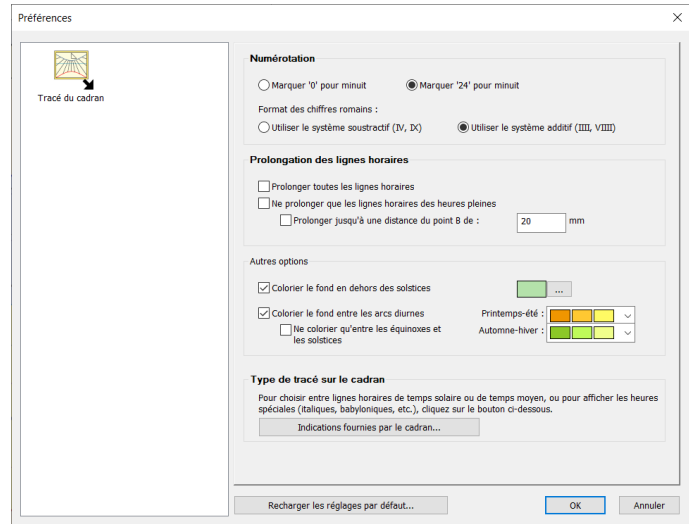 Préférences
Tracé du cadran
Numérotation
Marquer '0' pour minuit
Marquer '24' pour minuit
Format des chiffres romains :
Utiliser le système soustractif (IV, IX)
Utiliser le système additif (IIII, VIIII)
Prolongation des lignes horaires
Prolonger toutes les lignes horaires
Ne prolonger que les lignes horaires des heures pleines
Prolonger jusqu'à une distance du point B de :
20
mm
Autres options
Colorier le fond en dehors des solstices
...
Colorier le fond entre les arcs diurnes
Printemps-été :
Ne colorier qu'entre les équinoxes et
les solstices
Automne-hiver :
Type de tracé sur le cadran
Pour choisir entre lignes horaires de temps solaire ou de temps moyen, ou pour afficher les heures
spéciales (italiques, babyloniques, etc.), cliquez sur le bouton ci-dessous.
Indications fournies par le cadran...
Recharger les réglages par défaut...
OK
Annuler